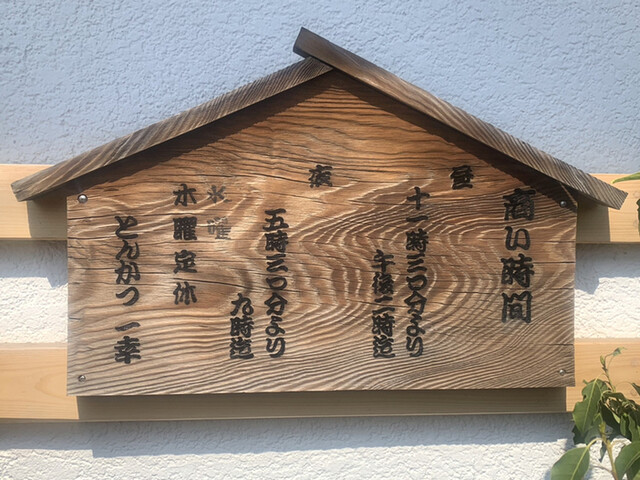 商い時間
昼
十一時三〇分より
午後二時迄
夜
五時三〇分より
九時迄
水曜
木曜定休
とんかつ 一幸